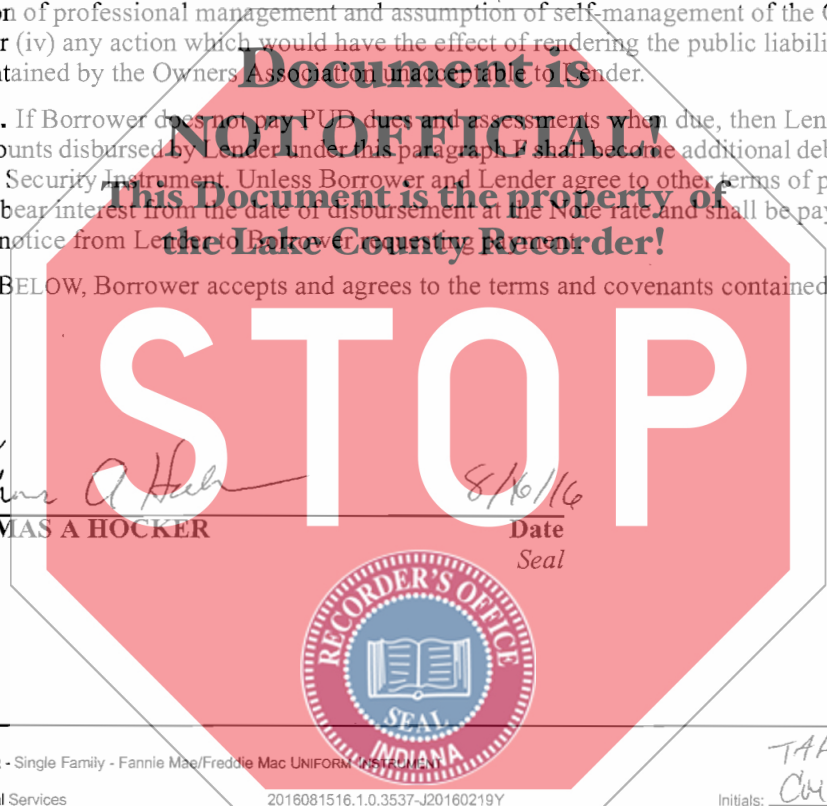 n of professional management and assumption of self-management of the
r (iv) any action which would have the effect of rendering the public liabili
tained by the Owners Association unacceptable to Lender.
Document is
. If Borrower does not pay PUD dues and assessments when due, then Len
NOT OFFICIAL!
ounts disbursed by Lender under this paragraph F shall become additional deb
Security Instrument. Unless Borrower and Lender agree to other terms of p
This Document is the property of
bear interest from the date of disbursement at the Note rate and shall be pay
notice from Lender to Borrower requesting payment.
the Lake County Recorder!
BELOW, Borrower accepts and agrees to the terms and covenants contained
STOP
A Hocker 8/16/16
MAS A HOCKER Date
Seal
RECORDER'S OFFICE
SEAL
INDIANA
- Single Family - Fannie Mae/Freddie Mac UNIFORM INSTRUMENT
TAH
l Services 2016081516.1.0.3537-J20160219Y Initials: